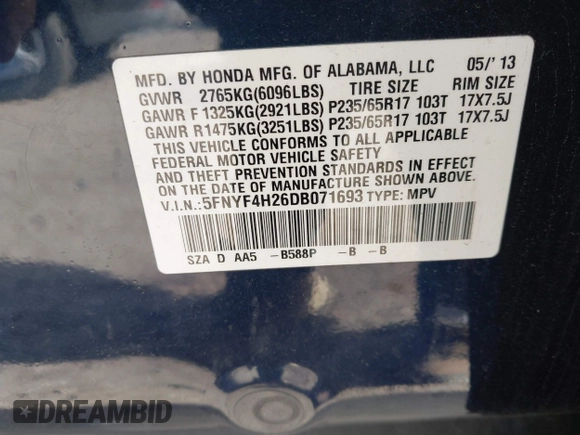 MFD. BY HONDA MFG. OF ALABAMA, LLC 05/'13
GVWR 2765KG(6096LBS) TIRE SIZE RIM SIZE
GAWR F 1325KG(2921LBS) P235/65R17 103T 17X7.5J
GAWR R1475KG(3251LBS) P235/65R17 103T 17X7.5J
THIS VEHICLE CONFORMS TO ALL APPLICABLE
FEDERAL MOTOR VEHICLE SAFETY
AND THEFT PREVENTION STANDARDS IN EFFECT
ON THE DATE OF MANUFACTURE SHOWN ABOVE.
V.I.N.:5FNYF4H26DB071693 TYPE: MPV
SZA D AA5 -B588P -B -B
DREAMBID